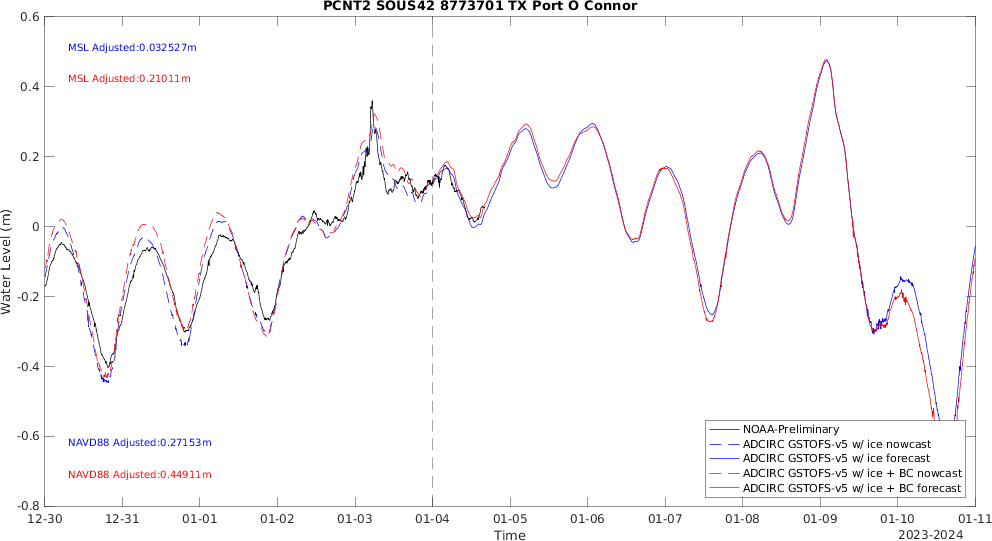 PCNT2 SOUS42 8773701 TX Port O Connor
0.6
MSL Adjusted:0.032527m
MSL Adjusted:0.21011m
0.4
0.2
0
-0.2
-0.4
-0.6
-0.8
Water Level (m)
NAVD88 Adjusted:0.27153m
NAVD88 Adjusted:0.44911m
NOAA-Preliminary
ADCIRC GSTOFS-v5 w/ ice nowcast
ADCIRC GSTOFS-v5 w/ ice forecast
ADCIRC GSTOFS-v5 w/ ice + BC nowcast
ADCIRC GSTOFS-v5 w/ ice + BC forecast
12-30 12-31 01-01 01-02 01-03 01-04 01-05 01-06 01-07 01-08 01-09 01-10 01-11
Time
2023-2024